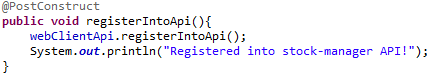 @PostConstruct
public void registerIntoApi(){
webClientApi.registerIntoApi();
System.out.println("Registered into stock-manager API!");
}